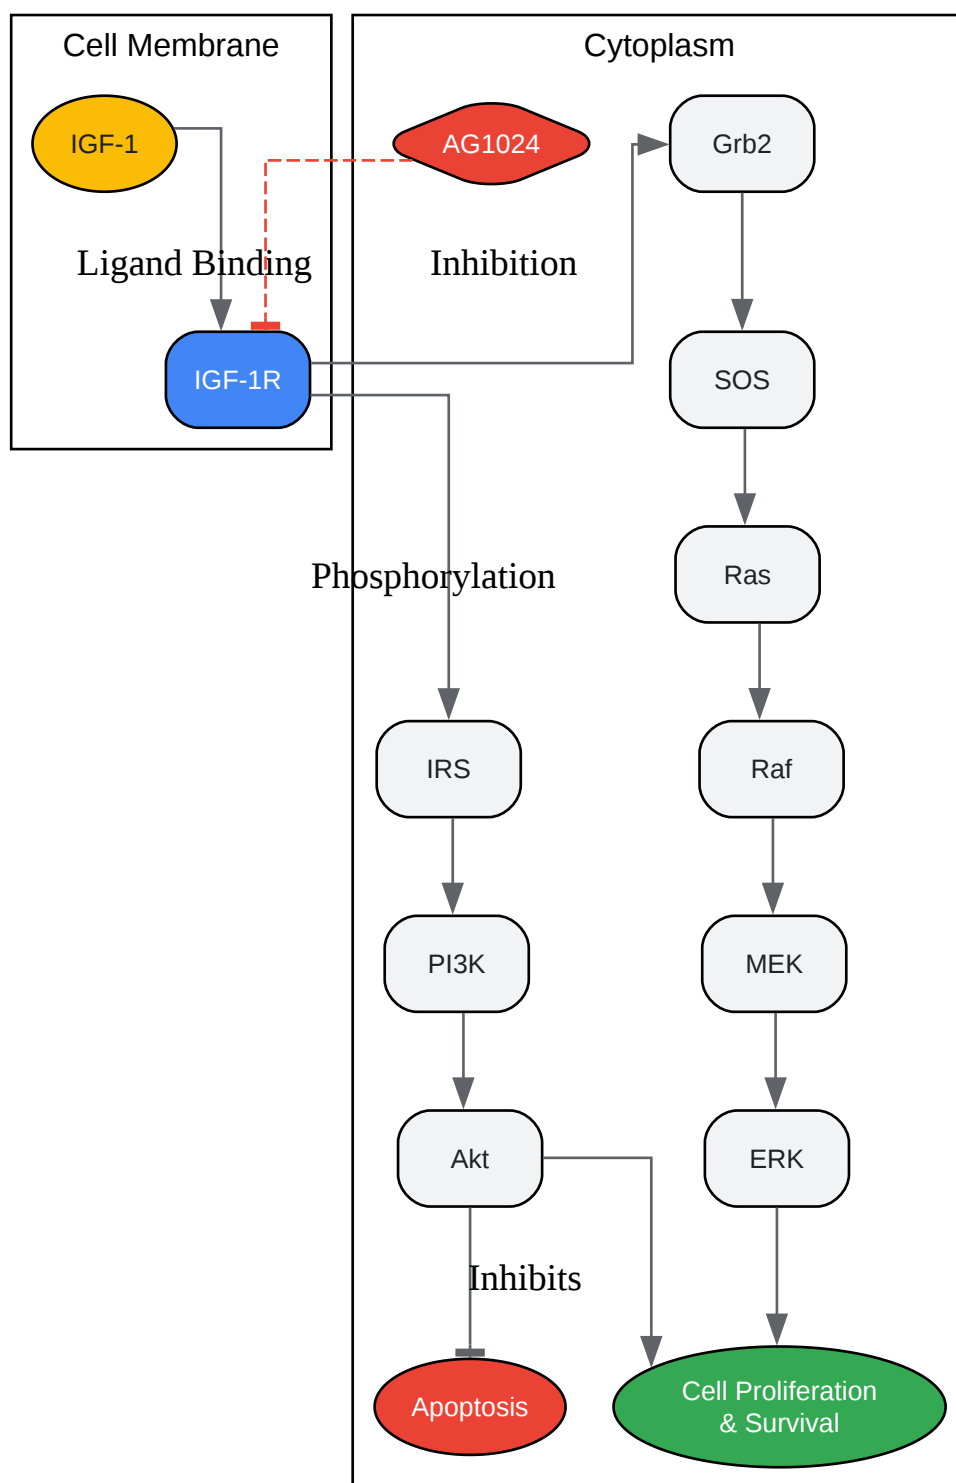 Cell Membrane
Cytoplasm
IGF-1
AG1024
Grb2
Ligand Binding
Inhibition
IGF-1R
SOS
Phosphorylation
Ras
IRS
Raf
PI3K
MEK
Akt
ERK
Inhibits
Apoptosis
Cell Proliferation
& Survival